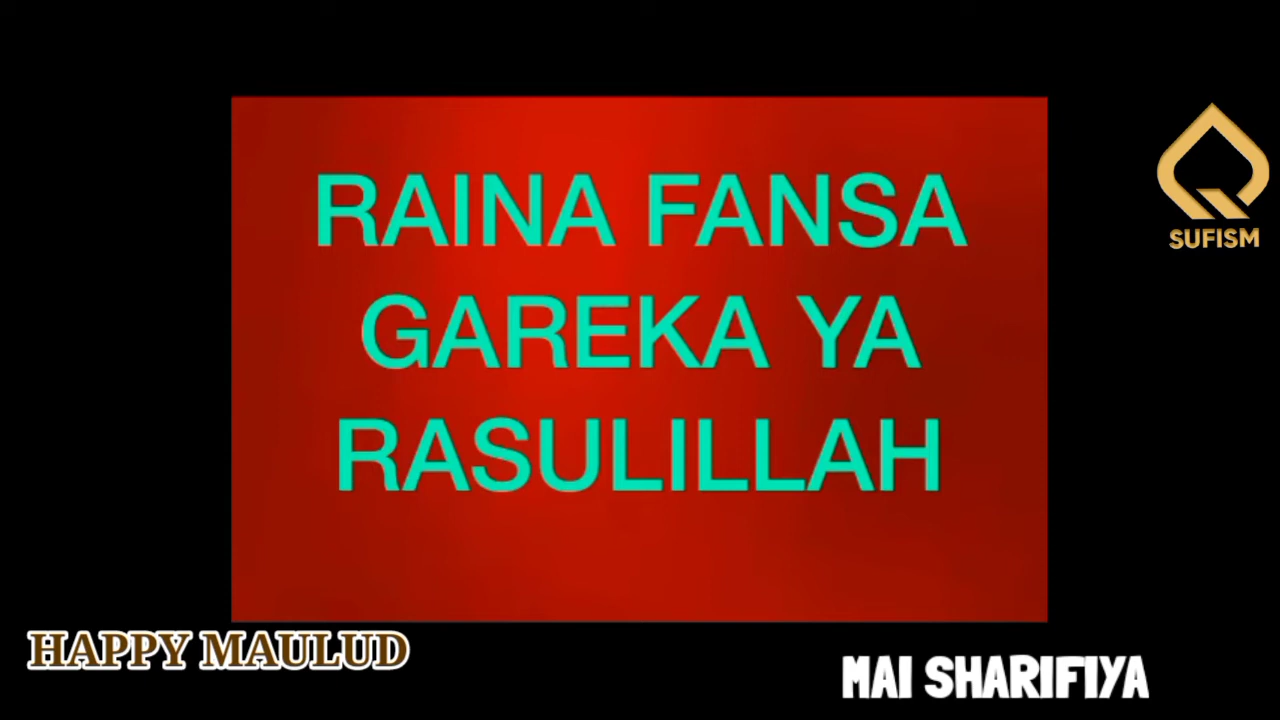 RAINA FANSA
GAREKA YA
RASULILLAH
SUFISM
HAPPY MAULUD
MAI SHARIFIYA